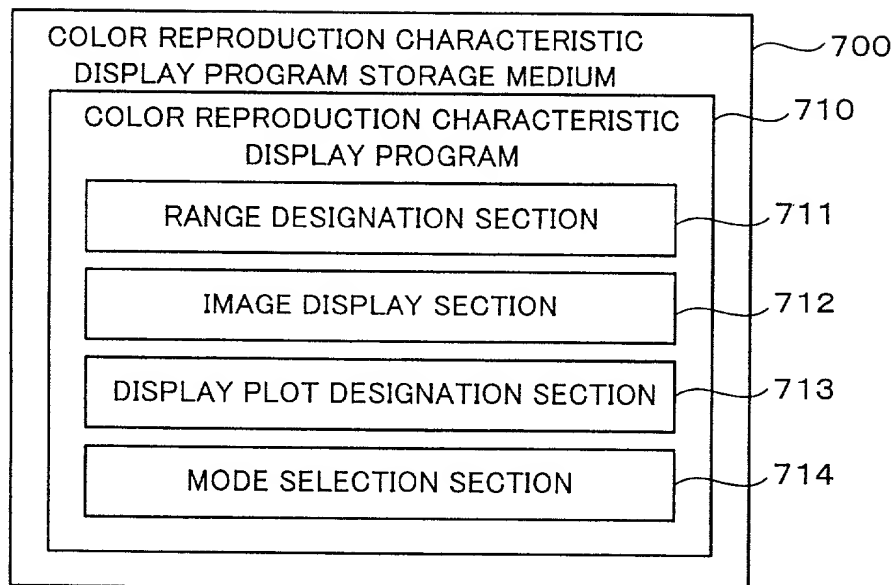 COLOR REPRODUCTION CHARACTERISTIC
DISPLAY PROGRAM STORAGE MEDIUM
700
COLOR REPRODUCTION CHARACTERISTIC
DISPLAY PROGRAM
710
RANGE DESIGNATION SECTION
711
IMAGE DISPLAY SECTION
712
DISPLAY PLOT DESIGNATION SECTION
713
MODE SELECTION SECTION
714